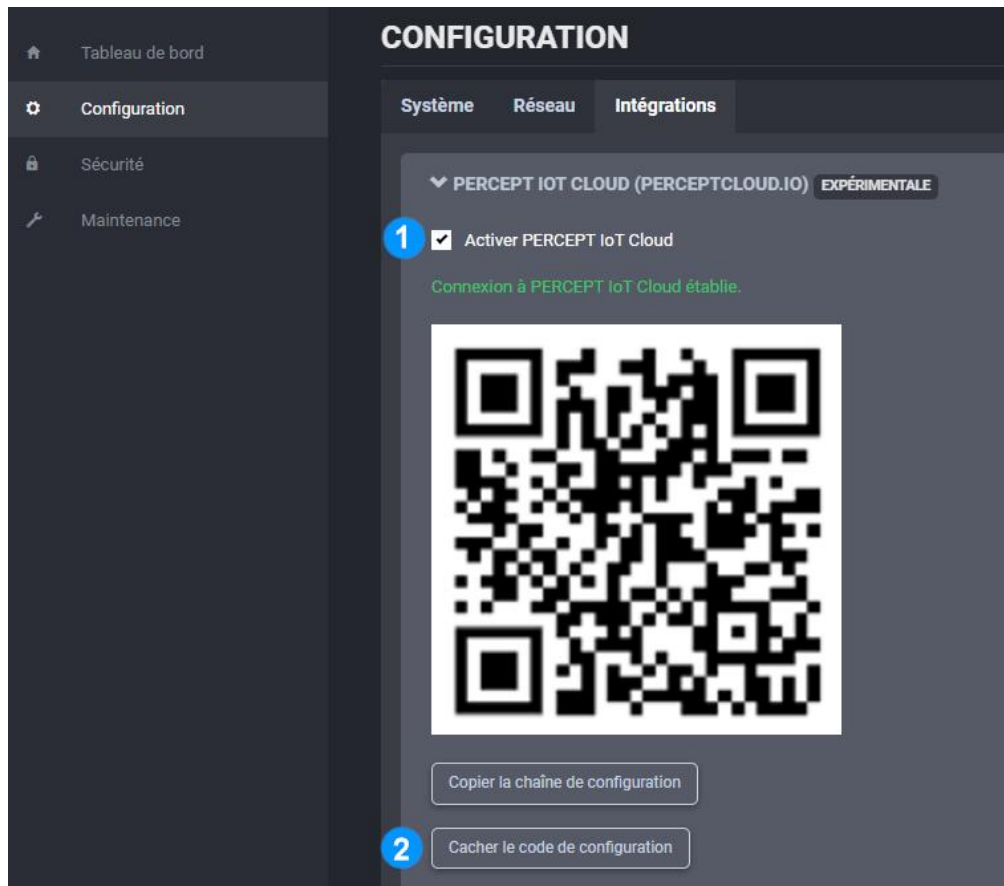 CONFIGURATION
Tableau de bord
Configuration
Sécurité
Maintenance
Système Réseau Intégrations
PERCEPT IOT CLOUD (PERCEPTCLOUD.IO) EXPÉRIMENTALE
1 Activer PERCEPT IoT Cloud
Connexion à PERCEPT IoT Cloud établie.
Copier la chaîne de configuration
2 Cacher le code de configuration